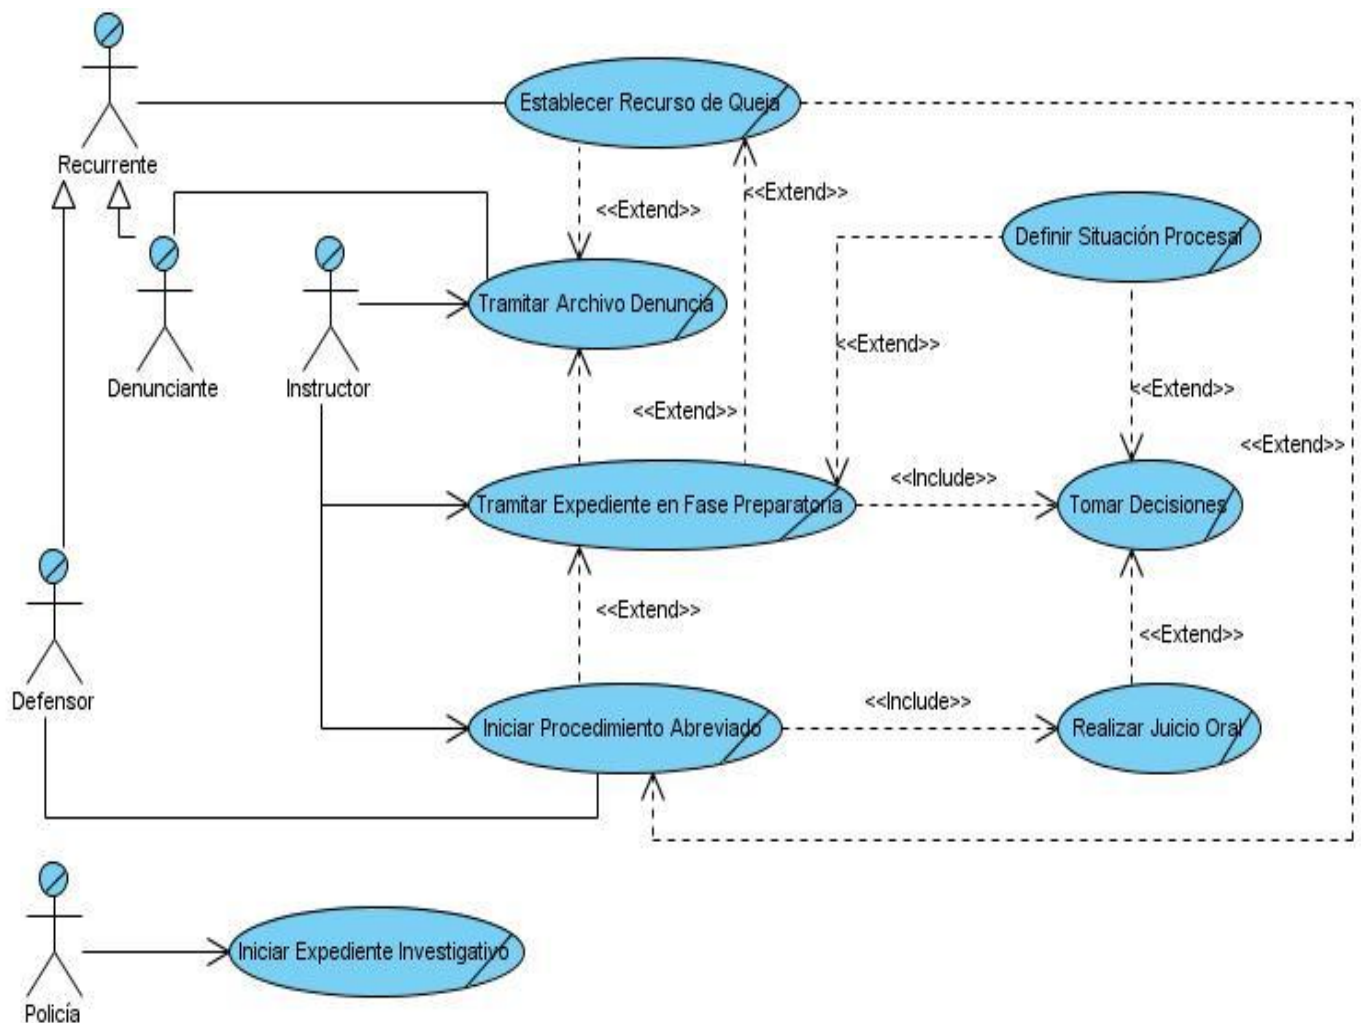 Establecer Recurso de Queja
Recurrente
<<Extend>>
<<Extend>>
Definir Situación Procesal
Tramitar Archivo Denuncia
<<Extend>>
Denunciante
Instructor
<<Extend>>
<<Extend>>
<<Extend>>
<<Include>>
Tramitar Expediente en Fase Preparatoria
Tomar Decisiones
<<Extend>>
<<Extend>>
Defensor
<<Include>>
Iniciar Procedimiento Abreviado
Realizar Juicio Oral
Iniciar Expediente Investigativo
Policía